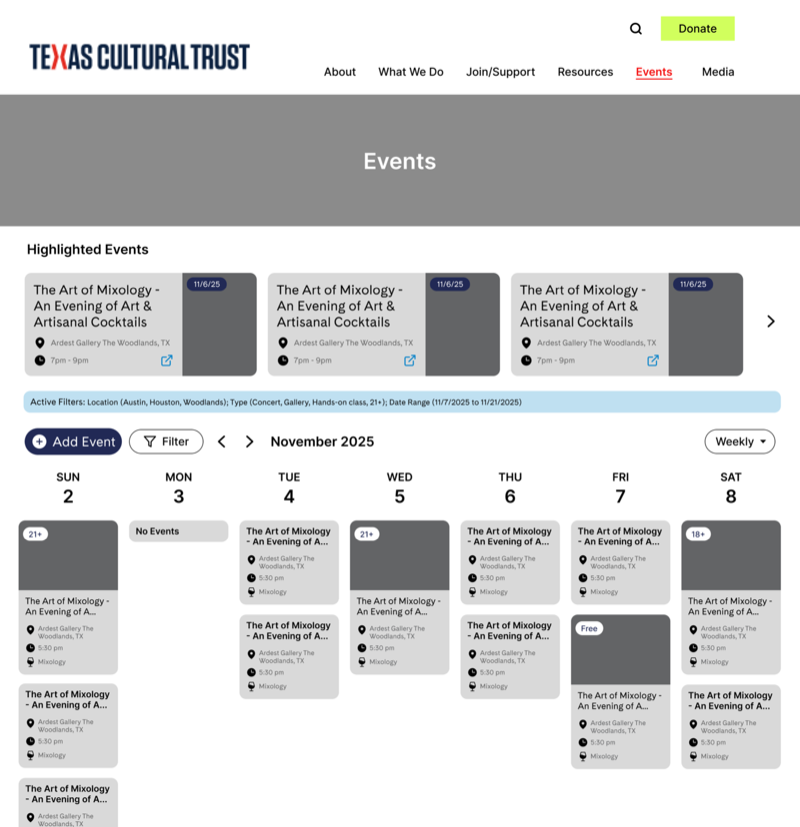 Donate
TEXAS CULTURAL TRUST
About What We Do Join/Support Resources Events Media
Events
Highlighted Events
The Art of Mixology -
An Evening of Art &
Artisanal Cocktails
Ardest Gallery The Woodlands, TX
7pm - 9pm
11/6/25
The Art of Mixology -
An Evening of Art &
Artisanal Cocktails
Ardest Gallery The Woodlands, TX
7pm - 9pm
11/6/25
The Art of Mixology -
An Evening of Art &
Artisanal Cocktails
Ardest Gallery The Woodlands, TX
7pm - 9pm
11/6/25
Active Filters: Location (Austin, Houston, Woodlands); Type (Concert, Gallery, Hands-on class, 21+); Date Range (11/7/2025 to 11/21/2025)
Add Event Filter November 2025 Weekly
SUN
2
21+
The Art of Mixology -
An Evening of A...
Ardest Gallery The
Woodlands, TX
5:30 pm
Mixology
The Art of Mixology
- An Evening of A...
Ardest Gallery The
Woodlands, TX
5:30 pm
Mixology
The Art of Mixology
- An Evening of A...
Ardest Gallery The
Woodlands, TX
MON
3
No Events
TUE
4
The Art of Mixology
- An Evening of A...
Ardest Gallery The
Woodlands, TX
5:30 pm
Mixology
The Art of Mixology
- An Evening of A...
Ardest Gallery The
Woodlands, TX
5:30 pm
Mixology
WED
5
21+
The Art of Mixology -
An Evening of A...
Ardest Gallery The
Woodlands, TX
5:30 pm
Mixology
THU
6
The Art of Mixology
- An Evening of A...
Ardest Gallery The
Woodlands, TX
5:30 pm
Mixology
The Art of Mixology
- An Evening of A...
Ardest Gallery The
Woodlands, TX
5:30 pm
Mixology
FRI
7
The Art of Mixology
- An Evening of A...
Ardest Gallery The
Woodlands, TX
5:30 pm
Mixology
Free
The Art of Mixology -
An Evening of A...
Ardest Gallery The
Woodlands, TX
5:30 pm
Mixology
SAT
8
18+
The Art of Mixology -
An Evening of A...
Ardest Gallery The
Woodlands, TX
5:30 pm
Mixology
The Art of Mixology
- An Evening of A...
Ardest Gallery The
Woodlands, TX
5:30 pm
Mixology